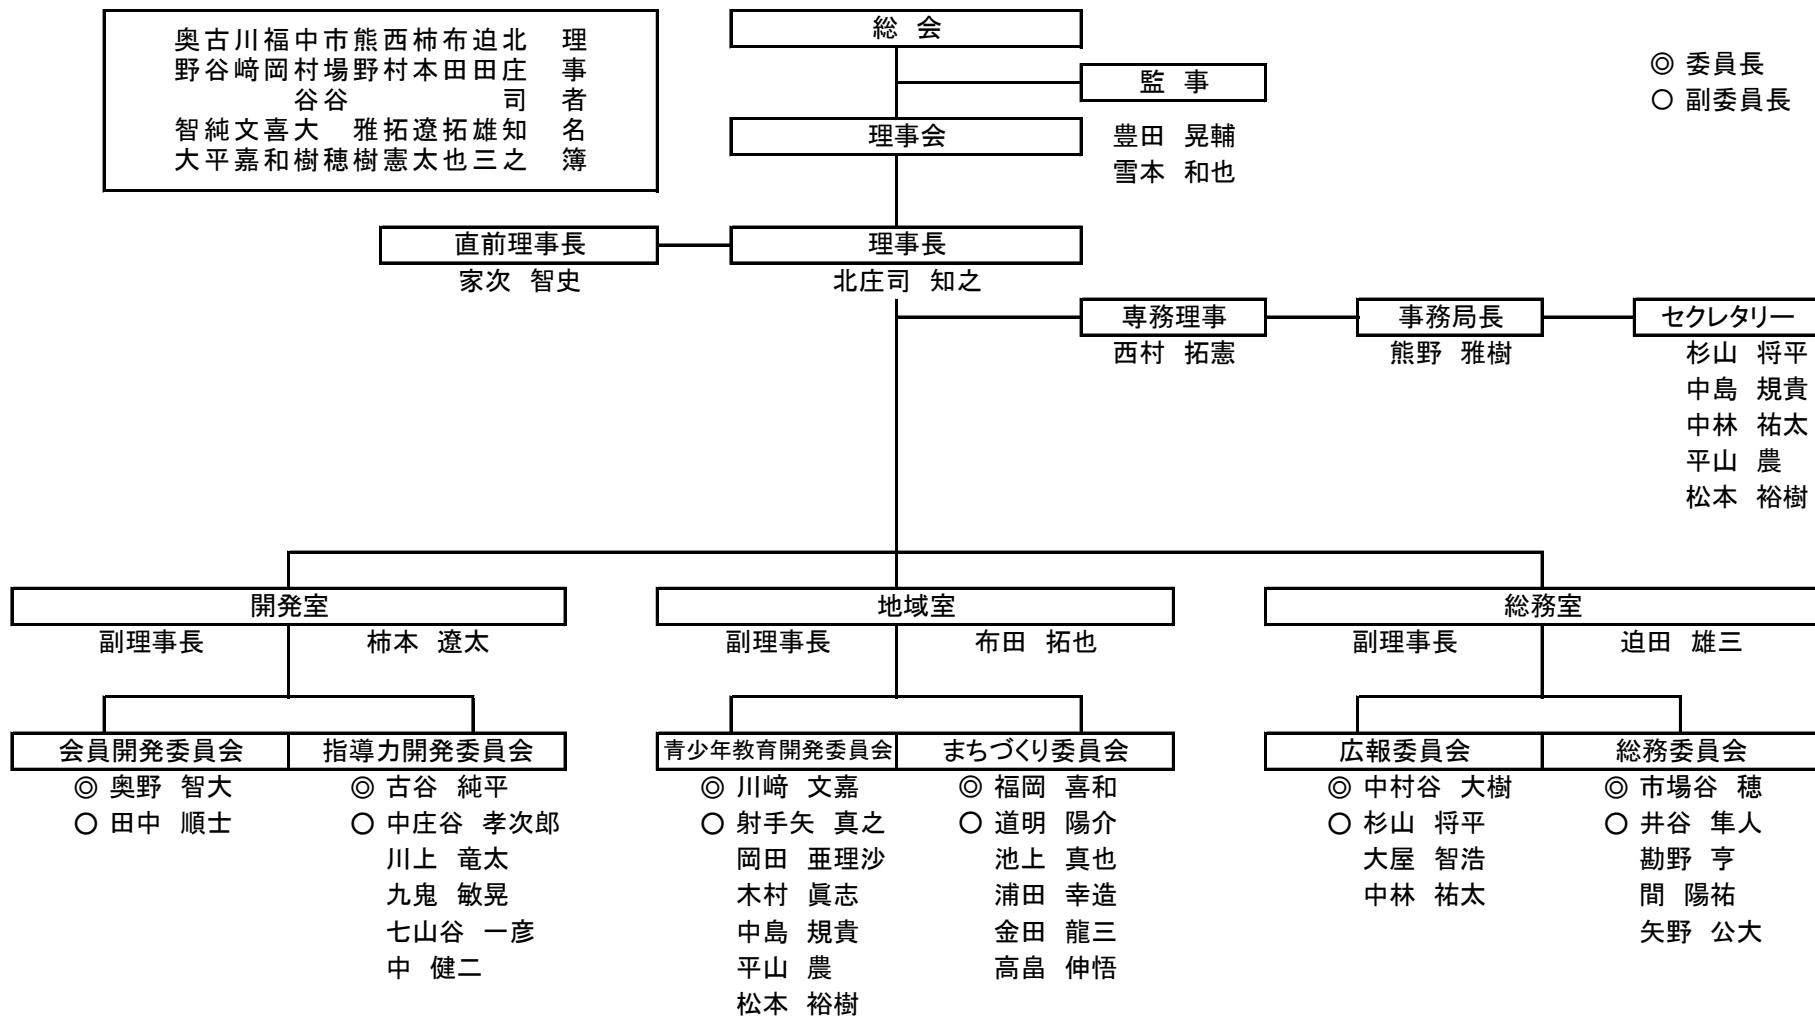 理事者名簿
北庄司 知之
迫田 雄三
布田 拓也
柿本 遼太
西村 拓憲
熊野 雅樹
市場谷 穂
中村谷 大樹
福岡 喜和
川﨑 文嘉
古谷 純平
奥野 智大
総 会
◎ 委員長
○ 副委員長
監 事
豊田 晃輔
雪本 和也
理事会
直前理事長
家次 智史
理事長
北庄司 知之
専務理事
西村 拓憲
事務局長
熊野 雅樹
セクレタリー
杉山 将平
中島 規貴
中林 祐太
平山 農
松本 裕樹
開発室
副理事長 柿本 遼太
会員開発委員会
◎ 奥野 智大
○ 田中 順士
指導力開発委員会
◎ 古谷 純平
○ 中庄谷 孝次郎
川上 竜太
九鬼 敏晃
七山谷 一彦
中 健二
地域室
副理事長 布田 拓也
青少年教育開発委員会
◎ 川﨑 文嘉
○ 射手矢 真之
岡田 亜理沙
木村 眞志
中島 規貴
平山 農
松本 裕樹
まちづくり委員会
◎ 福岡 喜和
○ 道明 陽介
池上 真也
浦田 幸造
金田 龍三
高畠 伸悟
総務室
副理事長 迫田 雄三
広報委員会
◎ 中村谷 大樹
○ 杉山 将平
大屋 智浩
中林 祐太
総務委員会
◎ 市場谷 穂
○ 井谷 隼人
勘野 亨
間 陽祐
矢野 公大